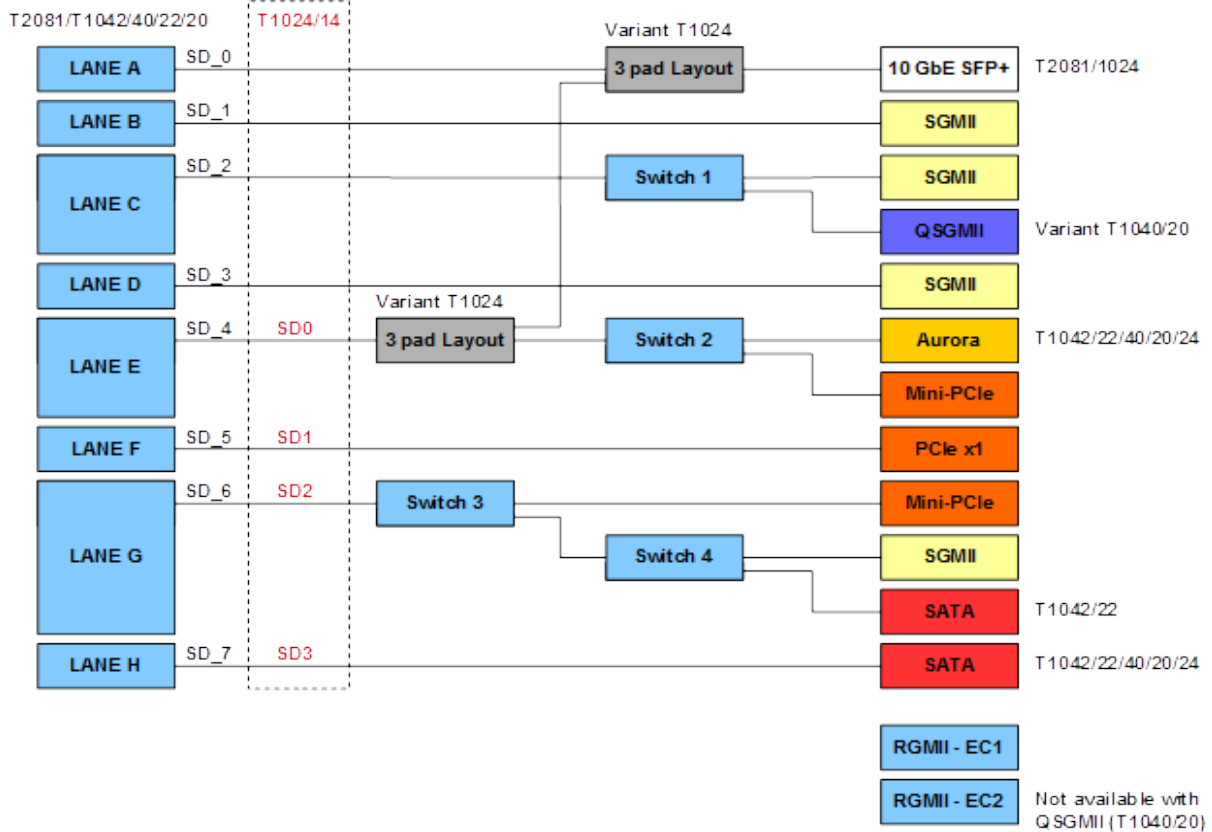 T2081/T1042/40/22/20
T1024/14
Variant T1024
LANE A
SD_0
3 pad Layout
10 GbE SFP+
T2081/1024
LANE B
SD_1
SGMII
LANE C
SD_2
Switch 1
SGMII
QSGMII
Variant T1040/20
LANE D
SD_3
SGMII
Variant T1024
LANE E
SD_4
SD0
3 pad Layout
Switch 2
Aurora
T1042/22/40/20/24
Mini-PCIe
LANE F
SD_5
SD1
PCIe x1
LANE G
SD_6
SD2
Switch 3
Mini-PCIe
Switch 4
SGMII
SATA
T1042/22
LANE H
SD_7
SD3
SATA
T1042/22/40/20/24
RGMII - EC1
RGMII - EC2
Not available with
QSGMII (T1040/20)